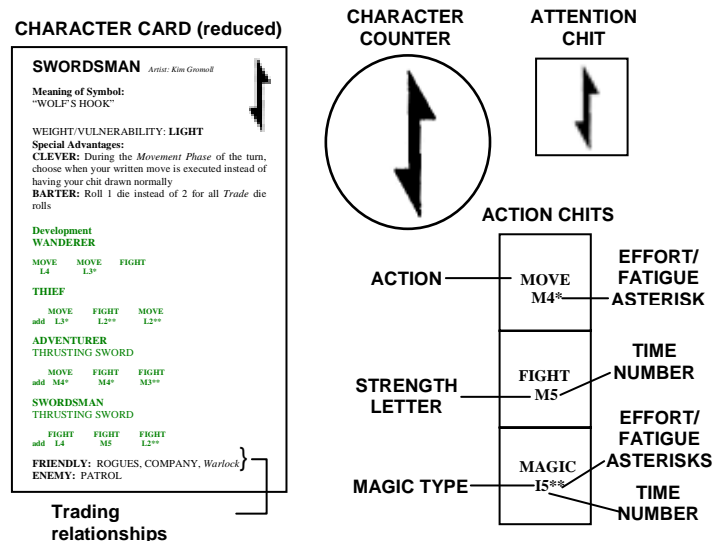 CHARACTER CARD (reduced)
SWORDSMAN Artist: Kim Gromoll
Meaning of Symbol:
“WOLF’S HOOK”
WEIGHT/VULNERABILITY: LIGHT
Special Advantages:
CLEVER: During the Movement Phase of the turn,
choose when your written move is executed instead of
having your chit drawn normally
BARTER: Roll 1 die instead of 2 for all Trade die
rolls
Development
WANDERER
MOVE MOVE FIGHT
L4 L3*
THIEF
MOVE FIGHT MOVE
add L3* L2** L2**
ADVENTURER
THRUSTING SWORD
MOVE FIGHT FIGHT
add M4* M4* M3**
SWORDSMAN
THRUSTING SWORD
FIGHT FIGHT FIGHT
add L4 M5 L2**
FRIENDLY: ROGUES, COMPANY, Warlock}
ENEMY: PATROL
Trading
relationships
CHARACTER
COUNTER
ATTENTION
CHIT
ACTION CHITS
ACTION
MOVE
M4*
EFFORT/
FATIGUE
ASTERISK
STRENGTH
LETTER
FIGHT
M5
TIME
NUMBER
MAGIC TYPE
MAGIC
I5**
EFFORT/
FATIGUE
ASTERISKS
TIME
NUMBER